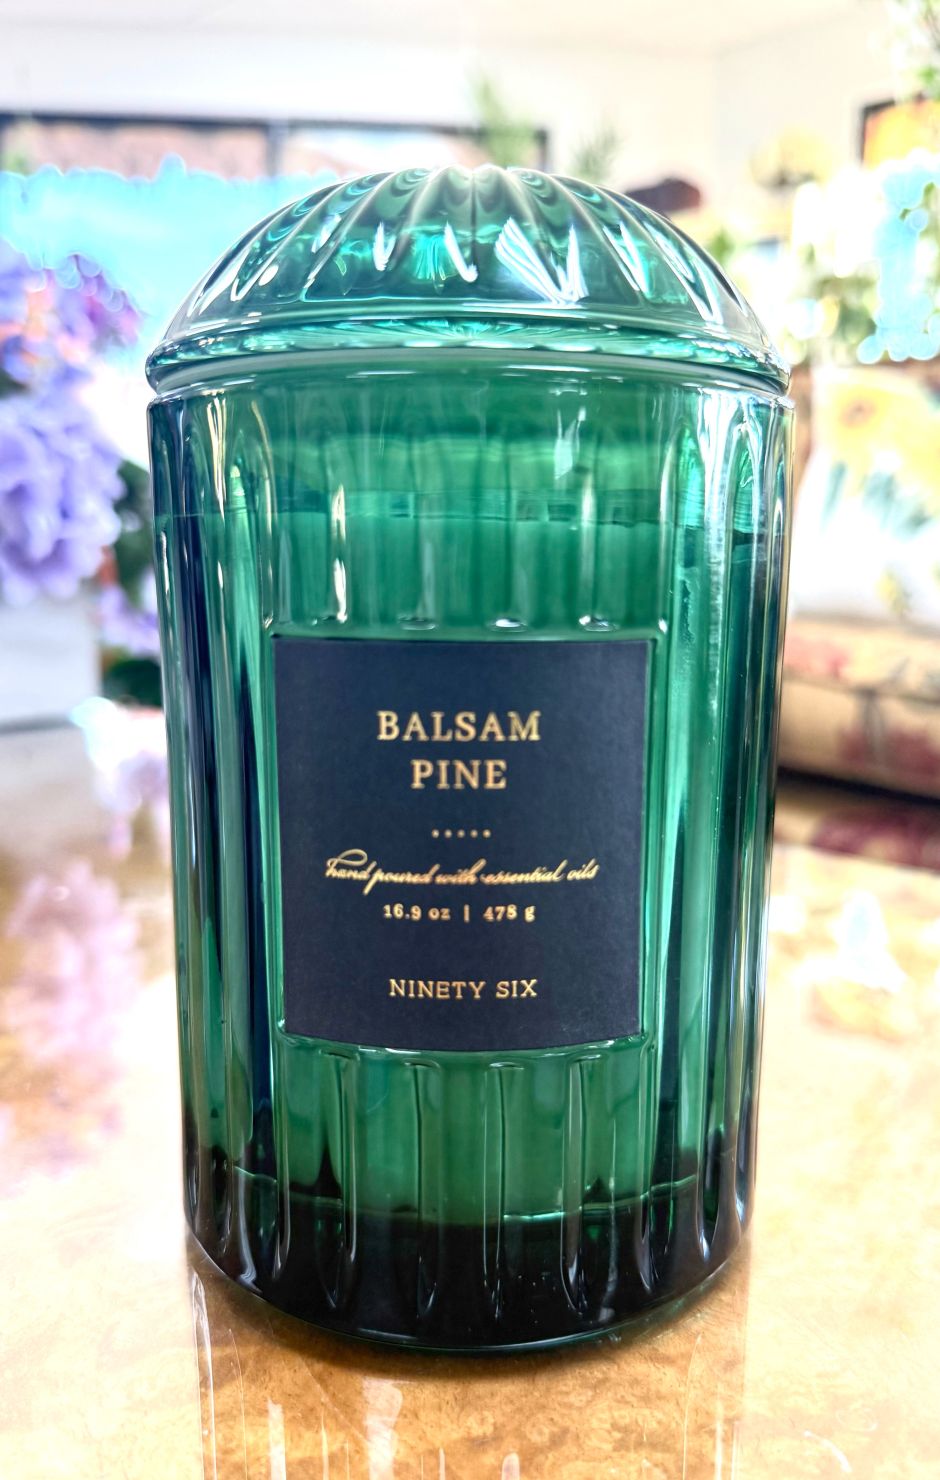 BALSAM
PINE
hand poured with essential oils
16.9 oz | 478 g
NINETY SIX